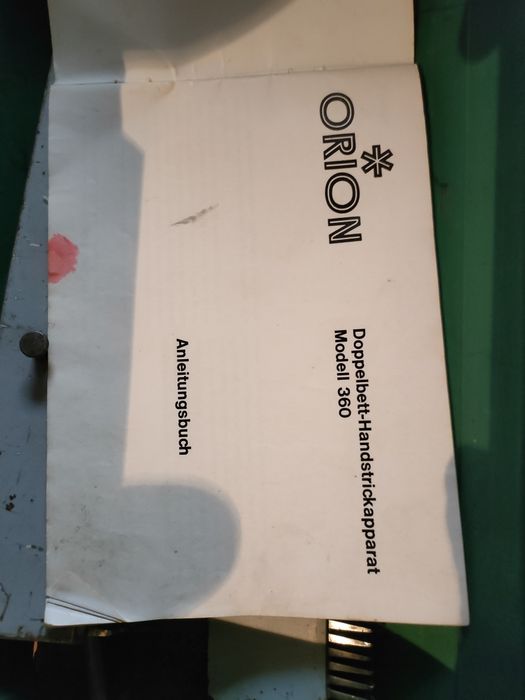 ORION
Doppelbett-Handstrickapparat
Modell 360
Anleitungsbuch